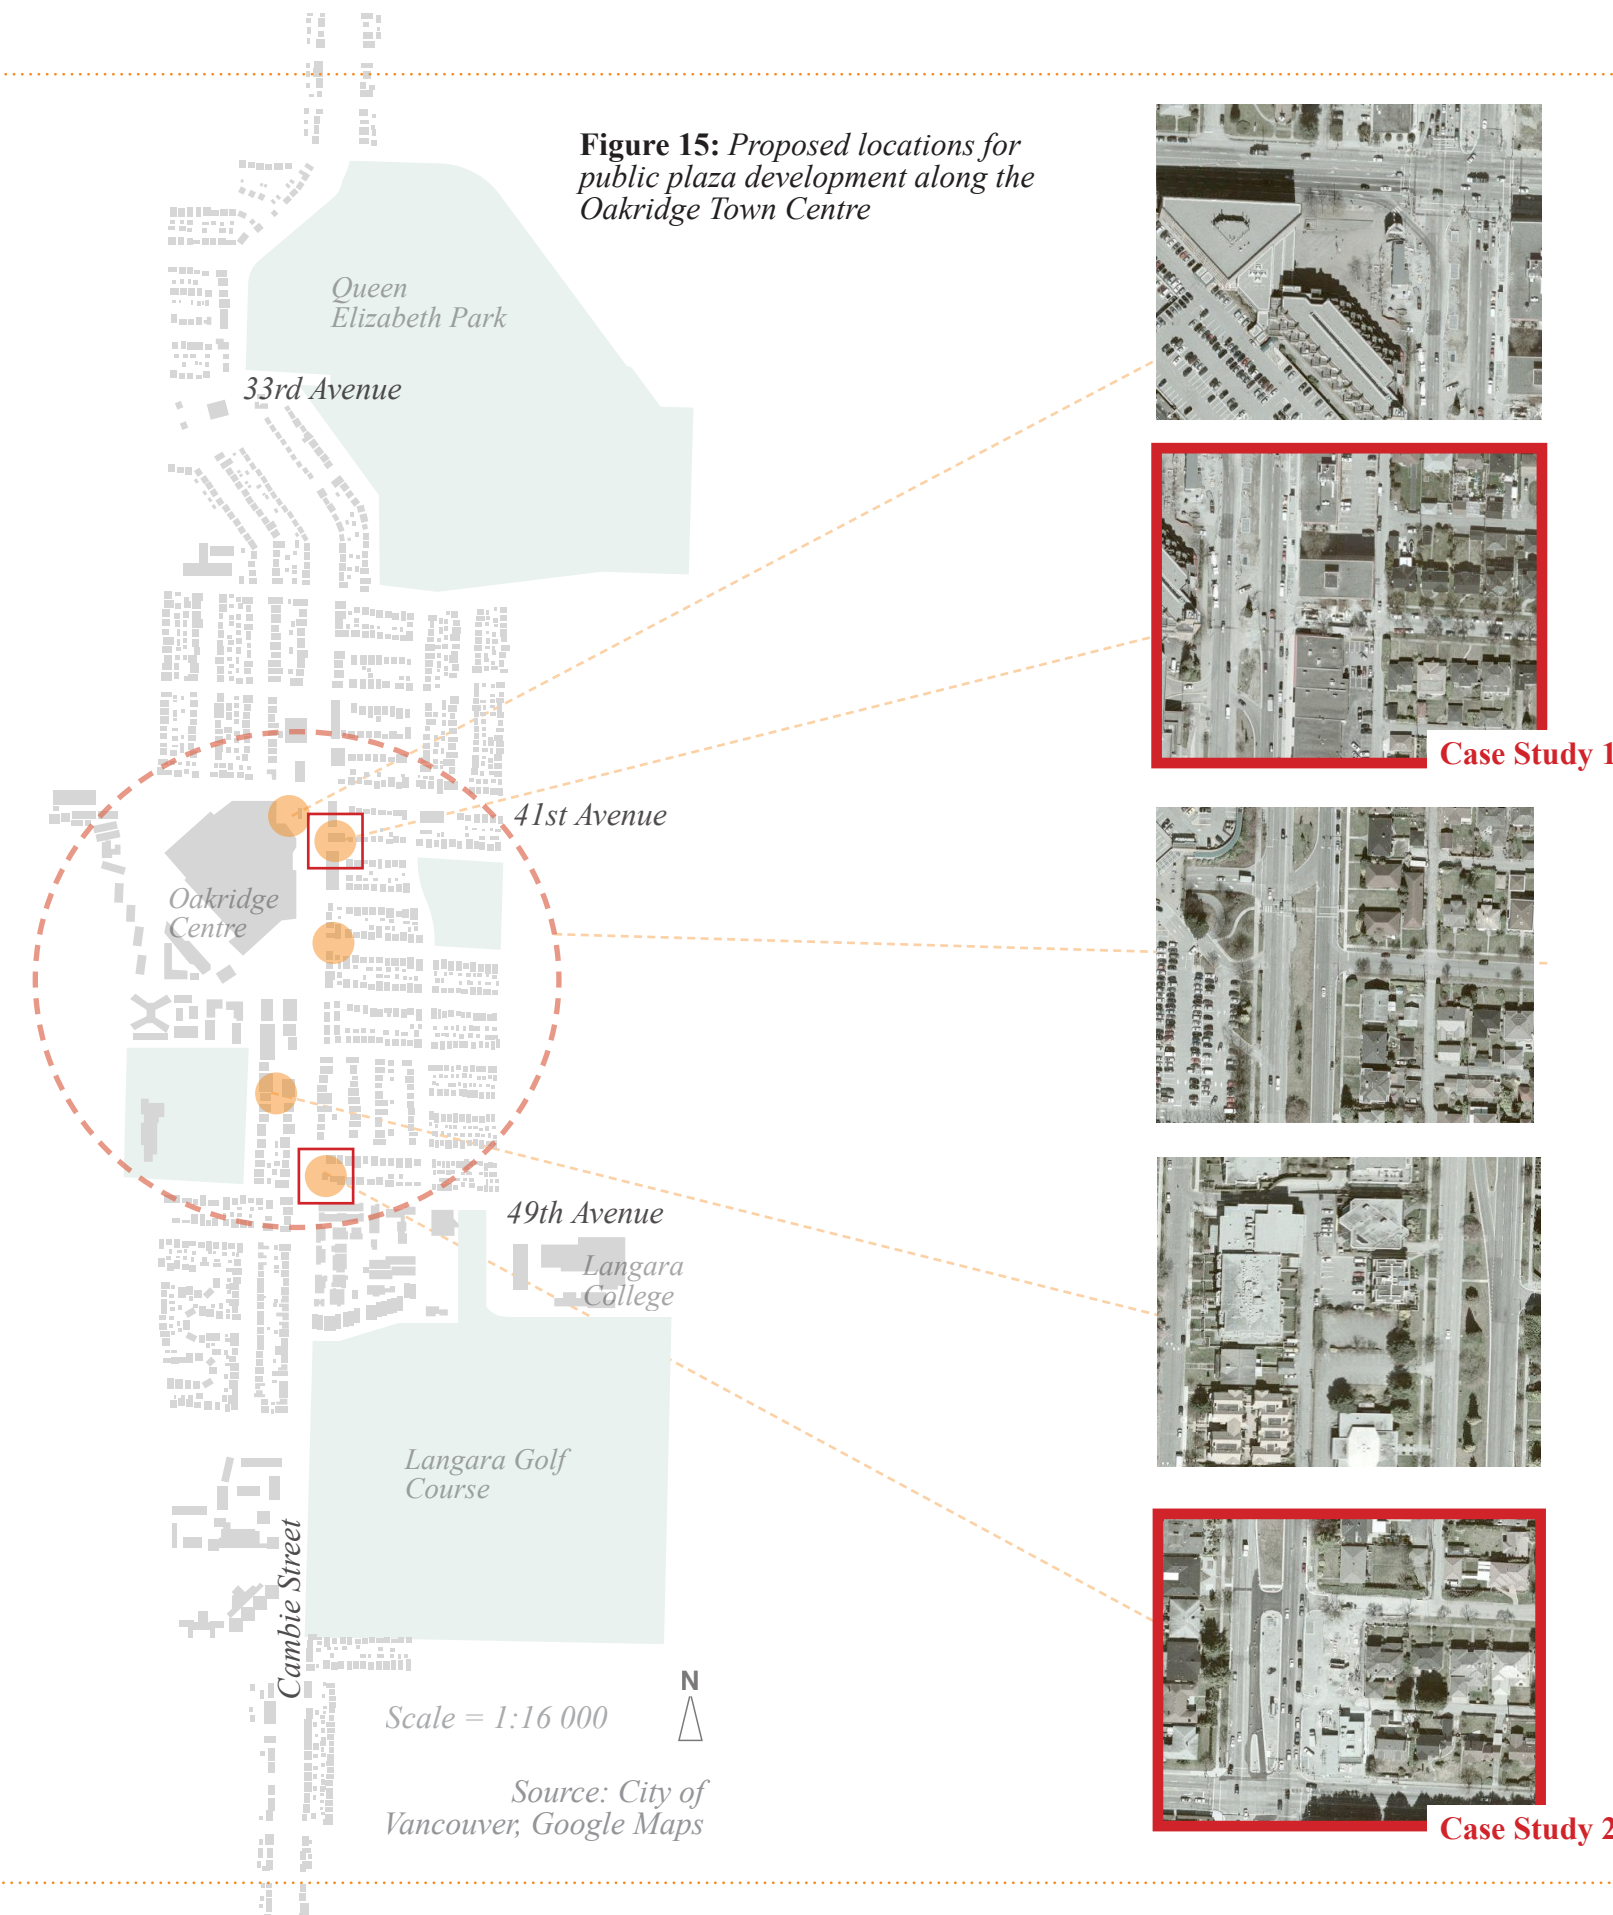 Figure 15: Proposed locations for
public plaza development along the
Oakridge Town Centre
Queen
Elizabeth Park
33rd Avenue
Case Study 1
41st Avenue
Oakridge
Centre
49th Avenue
Langara
College
Langara Golf
Course
Cambie Street
N
Scale = 1:16 000
Source: City of
Vancouver, Google Maps
Case Study 2